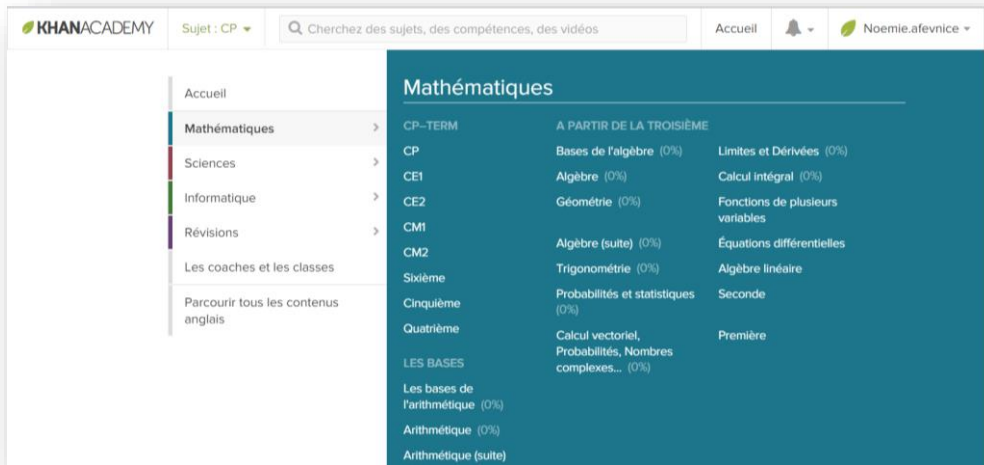 KHANACADEMY
Sujet : CP
Cherchez des sujets, des compétences, des vidéos
Accueil
Noemie.afevnice
Accueil
Mathématiques
Sciences
Informatique
Révisions
Les coaches et les classes
Parcourir tous les contenus
anglais
Mathématiques
CP–TERM
CP
CE1
CE2
CM1
CM2
Sixième
Cinquième
Quatrième
LES BASES
Les bases de
l'arithmétique (0%)
Arithmétique (0%)
Arithmétique (suite)
A PARTIR DE LA TROISIÈME
Bases de l'algèbre (0%)
Algèbre (0%)
Géométrie (0%)
Algèbre (suite) (0%)
Trigonométrie (0%)
Probabilités et statistiques
(0%)
Calcul vectoriel,
Probabilités, Nombres
complexes... (0%)
Limites et Dérivées (0%)
Calcul intégral (0%)
Fonctions de plusieurs
variables
Équations différentielles
Algèbre linéaire
Seconde
Première